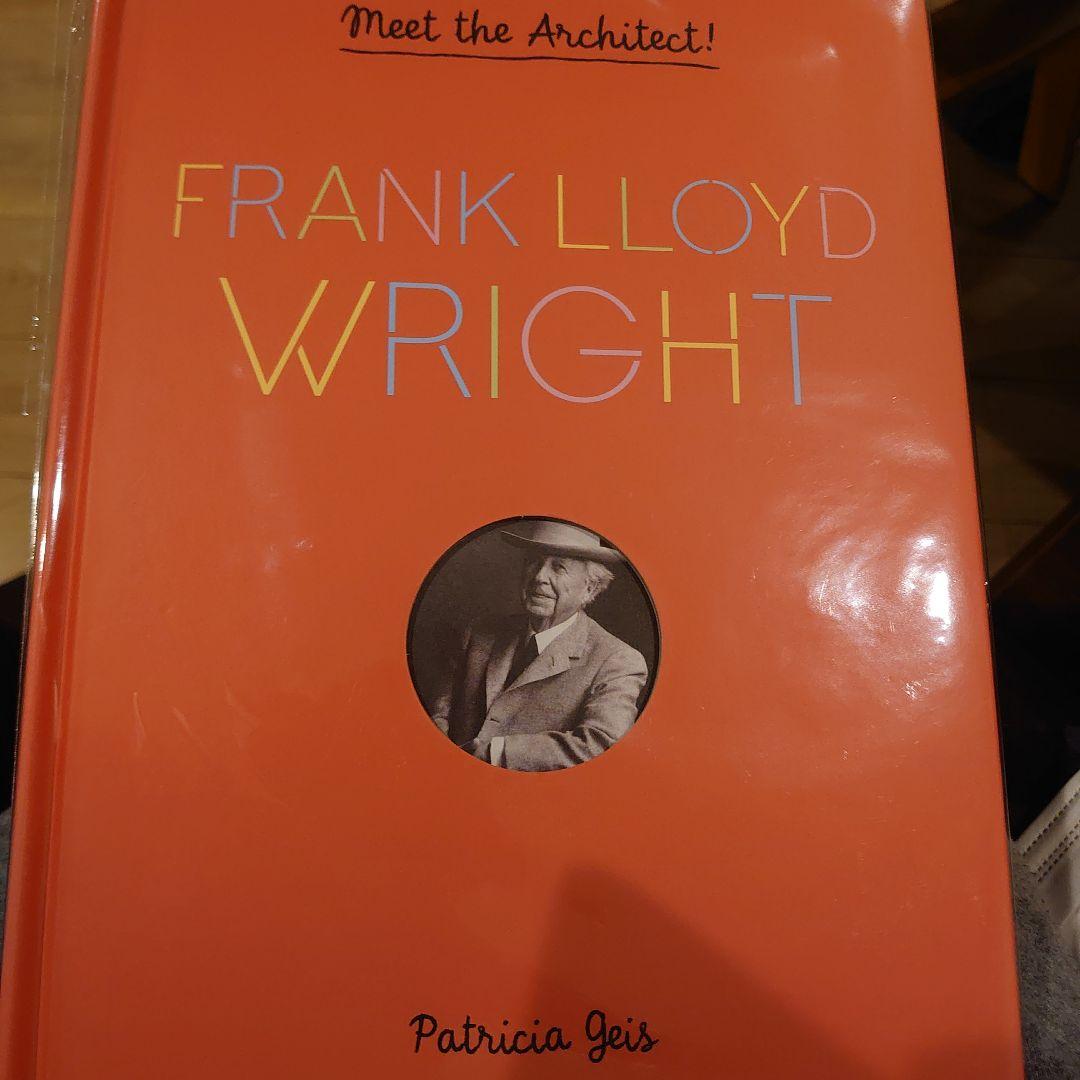 Meet the Architect!
FRANK LLOYD
WRIGHT
Patricia Geis